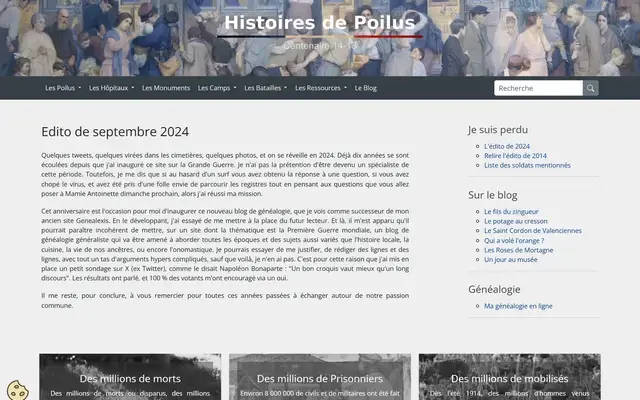 Histoires de Poilus
Centenaire 14-18
Les Poilus
Les Hôpitaux
Les Monuments
Les Camps
Les Batailles
Les Ressources
Le Blog
Recherche
Edito de septembre 2024
Quelques tweets, quelques virées dans les cimetières, quelques photos, et on se réveille en 2024. Déjà dix années se sont
écoulées depuis que j'ai inauguré ce site sur la Grande Guerre. Je n'ai pas la prétention d'être devenu un spécialiste de
cette période. Toutefois, je me dis que si au hasard d'un surf vous avez obtenu la réponse à une question, si vous avez
chopé le virus, et avez été pris d'une folle envie de parcourir les registres tout en pensant aux questions que vous allez
poser à Mamie Antoinette dimanche prochain, alors j'ai réussi ma mission.
Cet anniversaire est l'occasion pour moi d'inaugurer ce nouveau blog de généalogie, que je vois comme successeur de mon
ancien site Genealexis. En le développant, j'ai essayé de me mettre à la place du futur lecteur. Et là, il m'est apparu qu'il
pourrait paraître incohérent de mettre, sur un site dont la thématique est la Première Guerre mondiale, un blog de
généalogie généraliste qui va être amené à aborder toutes les époques et des sujets aussi variés que l'histoire locale, la
cuisine, la vie de nos ancêtres, ou encore l'onomastique. Je pourrais essayer de me justifier, de rédiger des lignes et des
lignes, avec tout un tas d'arguments hypers compliqués, sauf que voilà, je n'en ai pas. C'est pour cette raison que j'ai mis en
place un petit sondage sur X (ex Twitter), comme le disait Napoléon Bonaparte : "Un bon croquis vaut mieux qu'un long
discours". Les résultats ont parlé, et 100 % des votants m'ont encouragé via un oui.
Il me reste, pour conclure, à vous remercier pour toutes ces années passées à échanger autour de notre passion
commune.
Je suis perdu
L'édito de 2024
Relire l'édito de 2014
Liste des soldats mentionnés
Sur le blog
Le fils du zingueur
Le potage au cresson
Le Saint Cordon de Valenciennes
Qui a volé l'orange ?
Les Roses de Mortagne
Un jour au musée
Généalogie
Ma généalogie en ligne
Des millions de morts
Des millions de morts ou disparus, des millions
Des millions de Prisonniers
Environ 8 000 000 de civils et de militaires ont été fait
Des millions de mobilisés
Dès l'été 1914, des millions d'hommes venus